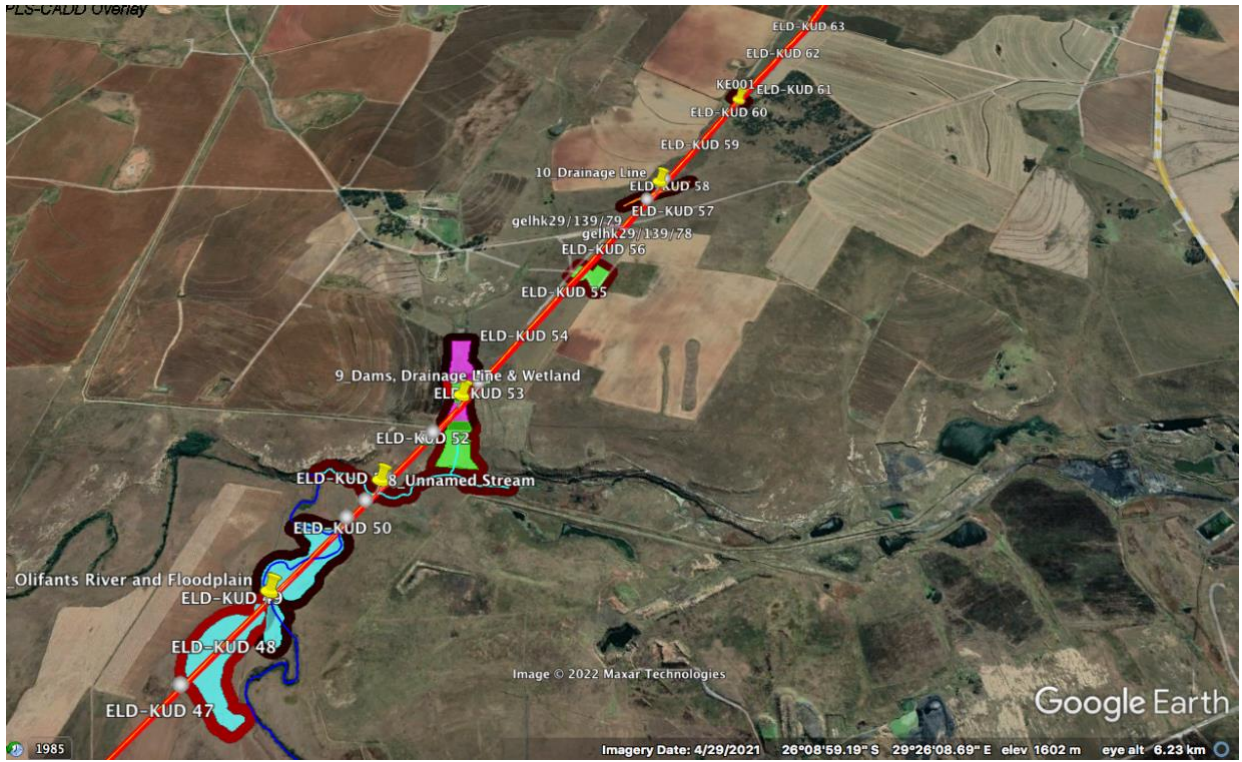 PLS-CADD Overlay
ELD-KUD 63
ELD-KUD 62
KE001
ELD-KUD 61
ELD-KUD 60
ELD-KUD 59
10_Drainage Line
ELD-KUD 58
ELD-KUD 57
gelhk29/139/79
gelhk29/139/78
ELD-KUD 56
ELD-KUD 55
ELD-KUD 54
9_Dams, Drainage Line & Wetland
ELD-KUD 53
ELD-KUD 52
ELD-KUD
8_Unnamed_Stream
ELD-KUD 50
_Olifants River and Floodplain
ELD-KUD 49
ELD-KUD 48
Image © 2022 Maxar Technologies
Google Earth
ELD-KUD 47
1985
Imagery Date: 4/29/2021 26°08'59.19" S 29°26'08.69" E elev 1602 m eye alt 6.23 km